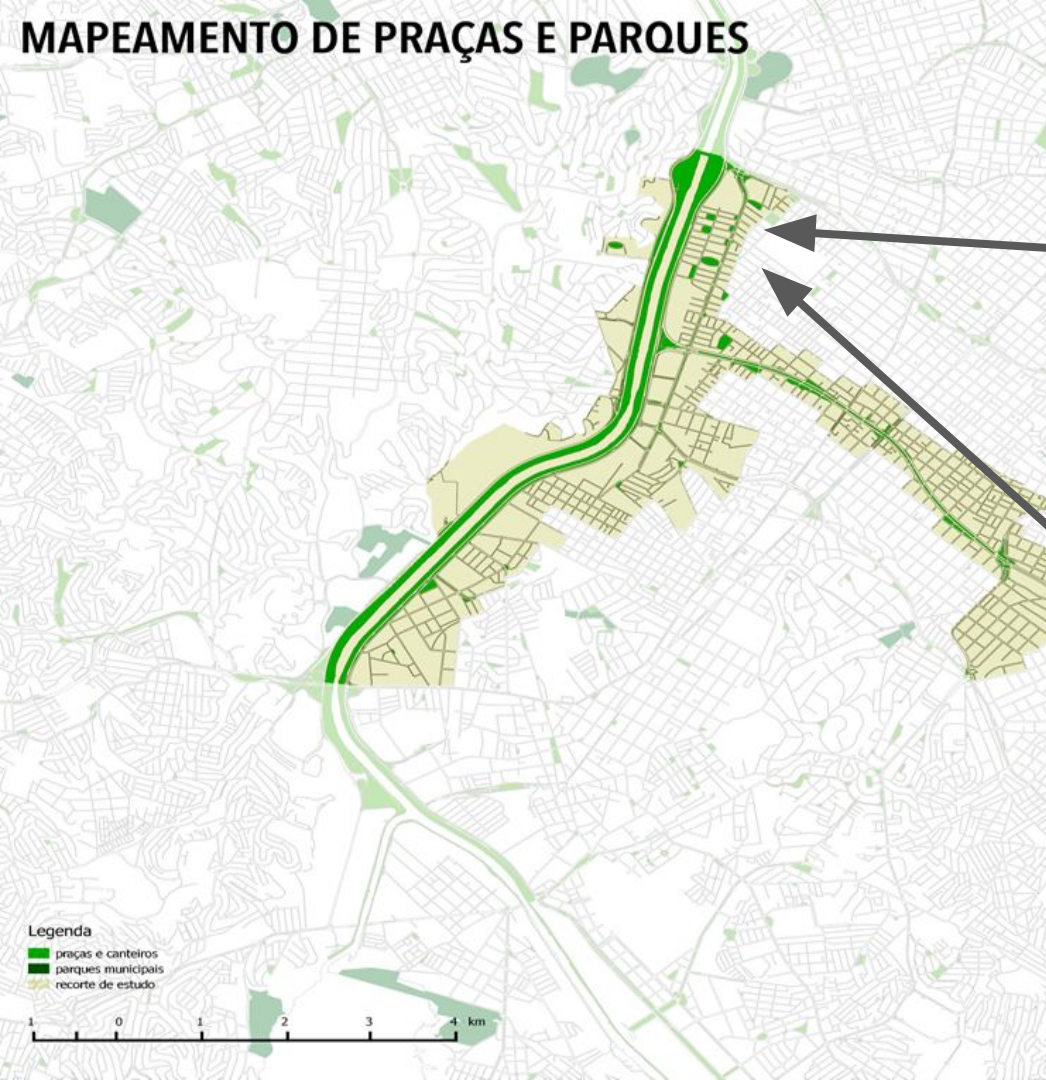 MAPEAMENTO DE PRAÇAS E PARQUES
Legenda
praças e canteiros
parques municipais
recorte de estudo
1 0 1 2 3 4 km